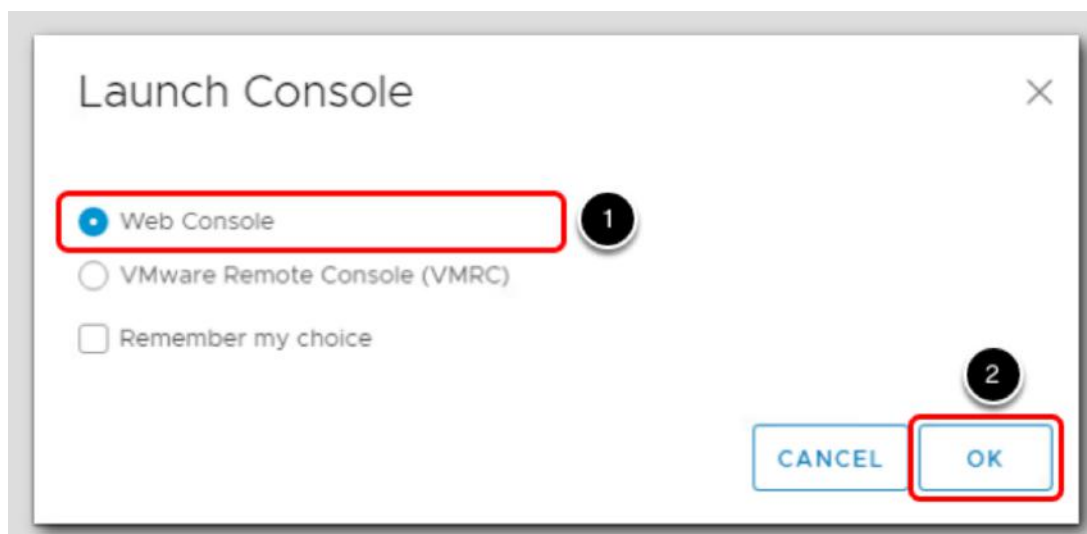 Launch Console
Web Console
1
VMware Remote Console (VMRC)
Remember my choice
2
CANCEL
OK